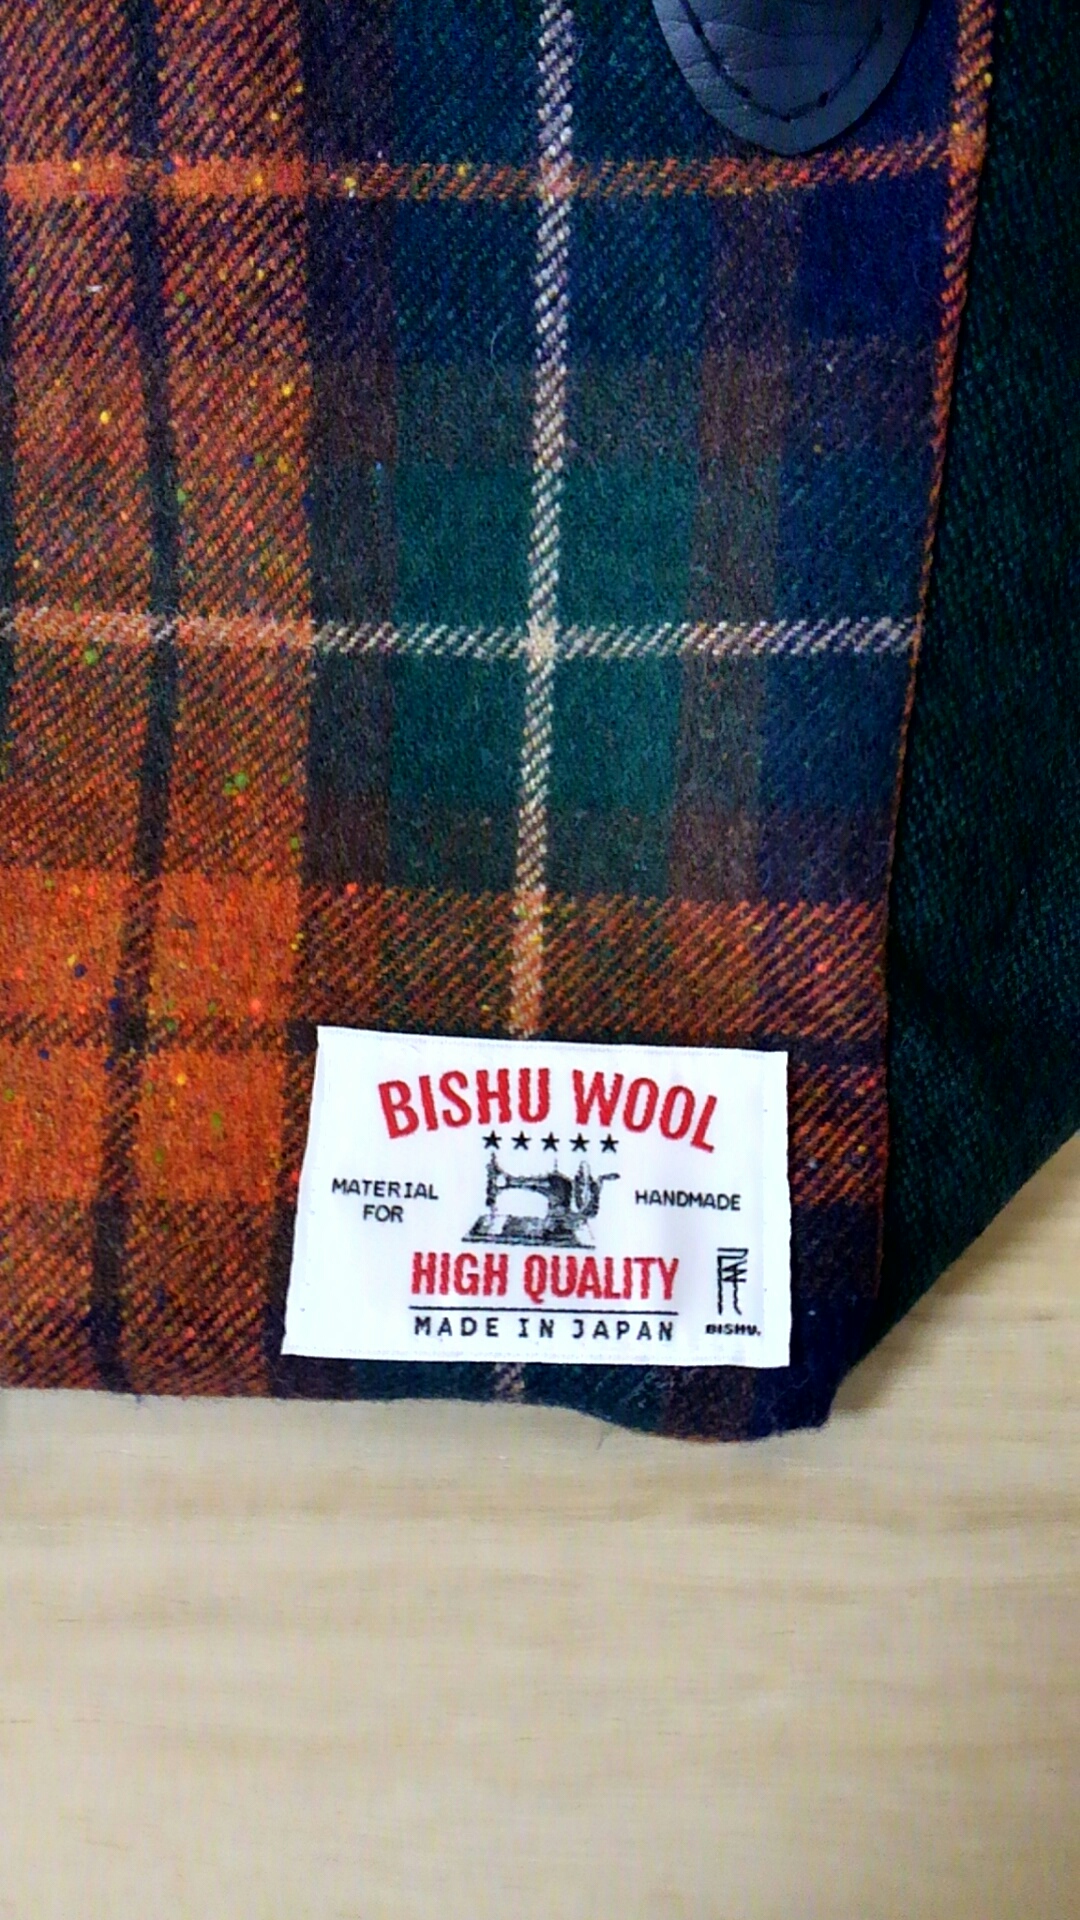 BISHU WOOL
★★★★★
MATERIAL
FOR
HANDMADE
HIGH QUALITY
MADE IN JAPAN
BISHU.